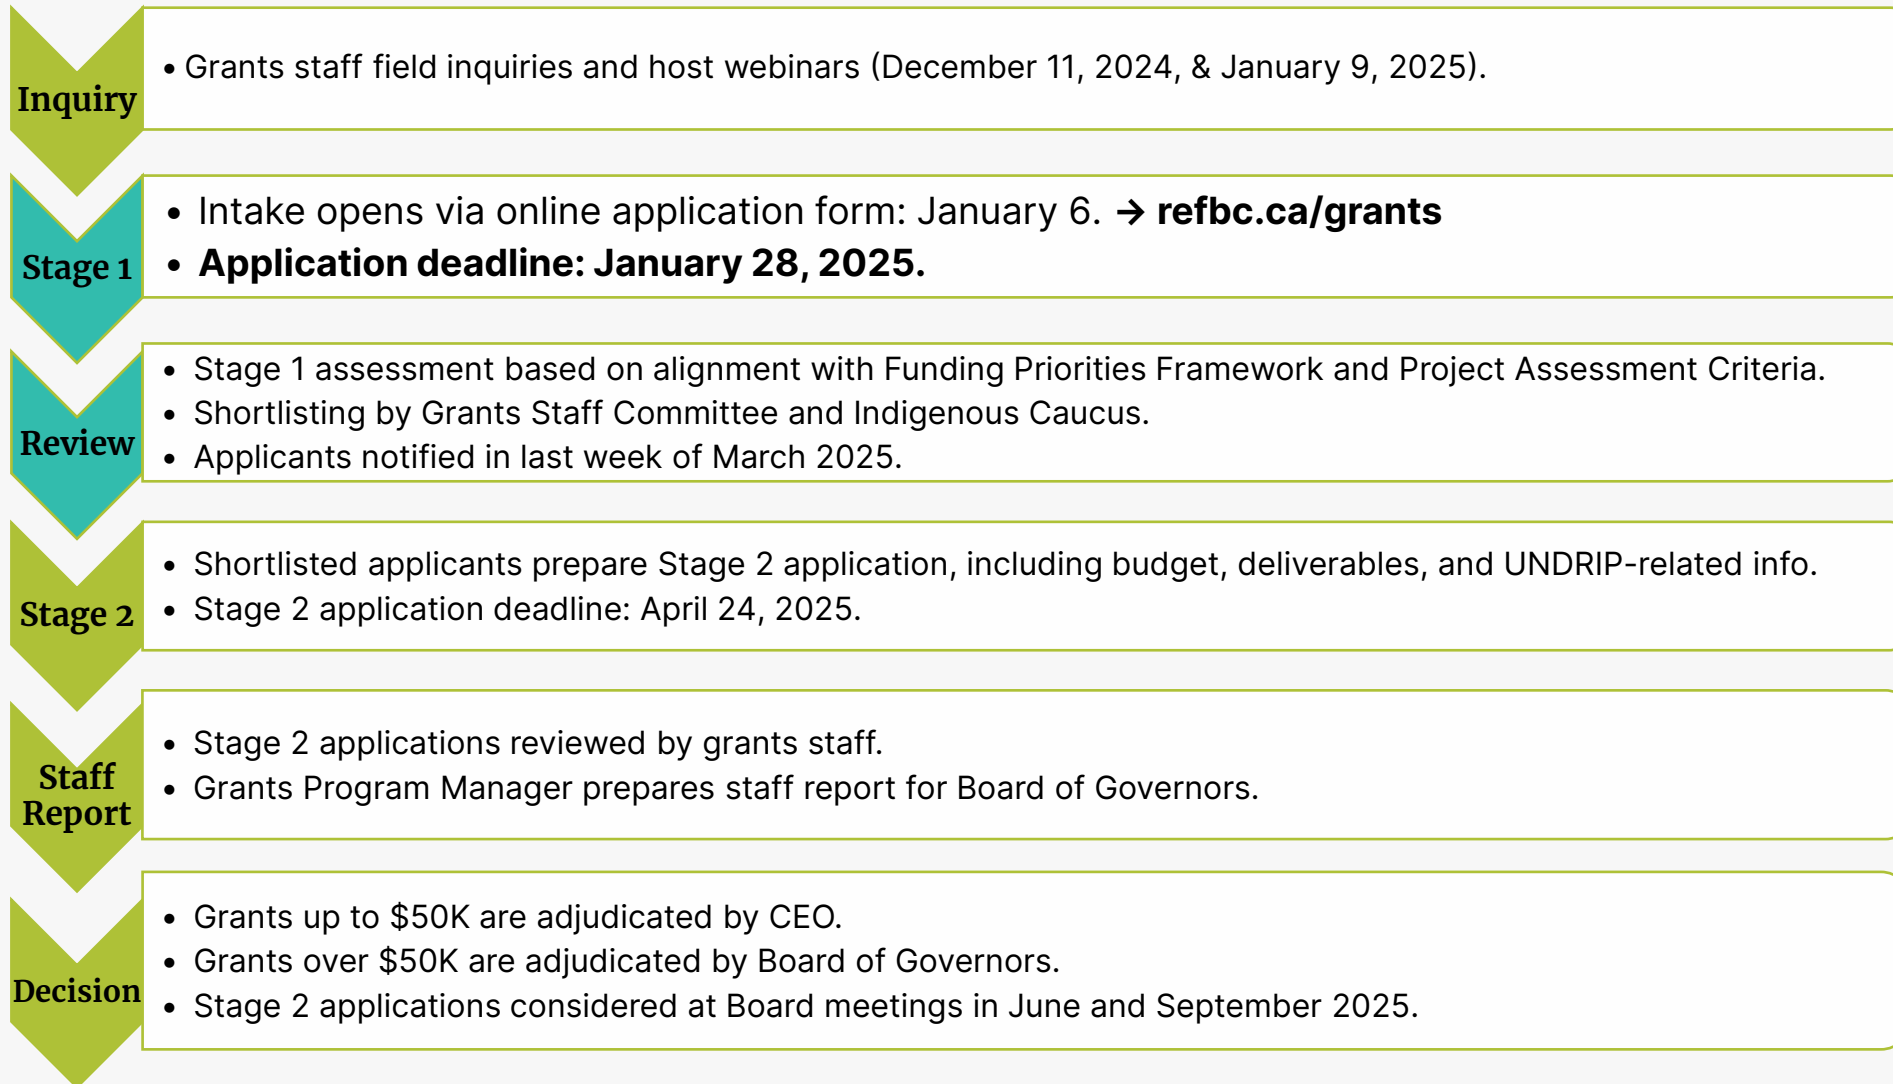 Inquiry
• Grants staff field inquiries and host webinars (December 11, 2024, & January 9, 2025).
Stage 1
• Intake opens via online application form: January 6. → refbc.ca/grants
• Application deadline: January 28, 2025.
Review
• Stage 1 assessment based on alignment with Funding Priorities Framework and Project Assessment Criteria.
• Shortlisting by Grants Staff Committee and Indigenous Caucus.
• Applicants notified in last week of March 2025.
Stage 2
• Shortlisted applicants prepare Stage 2 application, including budget, deliverables, and UNDRIP-related info.
• Stage 2 application deadline: April 24, 2025.
Staff
Report
• Stage 2 applications reviewed by grants staff.
• Grants Program Manager prepares staff report for Board of Governors.
Decision
• Grants up to $50K are adjudicated by CEO.
• Grants over $50K are adjudicated by Board of Governors.
• Stage 2 applications considered at Board meetings in June and September 2025.